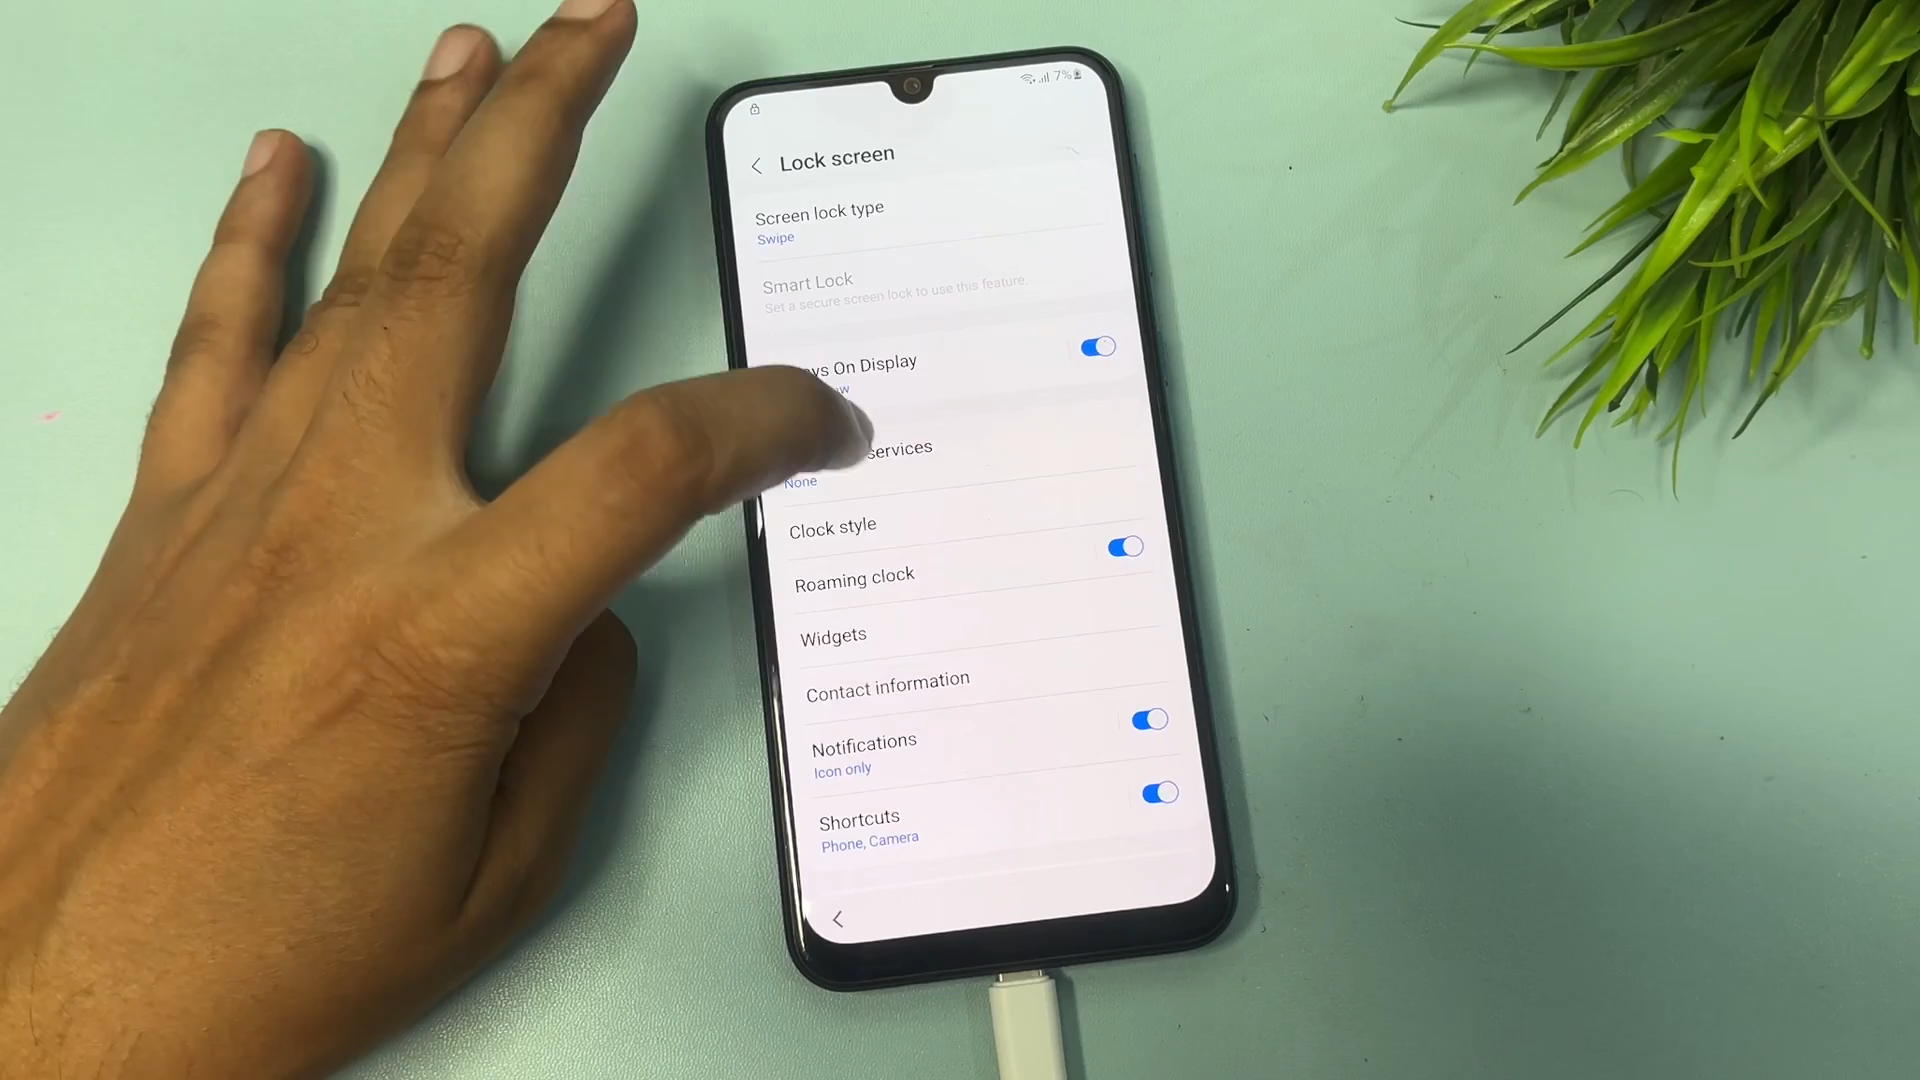 7%
Lock screen
Screen lock type
Swipe
Smart Lock
Set a secure screen lock to use this feature.
On Display
services
None
Clock style
Roaming clock
Widgets
Contact information
Notifications
Icon only
Shortcuts
Phone, Camera